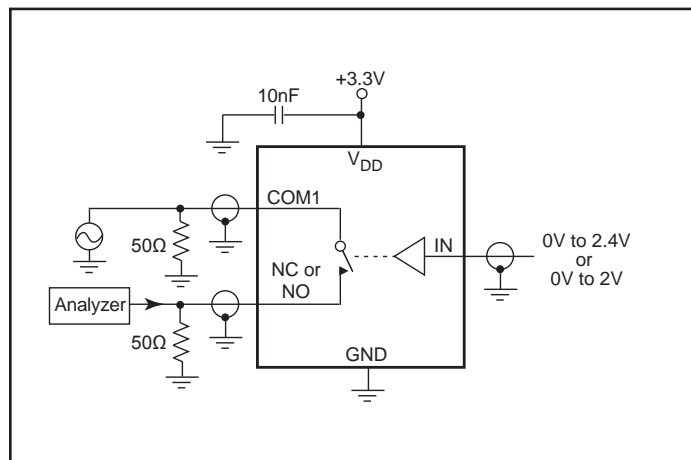 +3.3V
10nF
VDD
COM1
IN
0V to 2.4V
or
0V to 2V
50Ω
NC or
NO
Analyzer
50Ω
GND